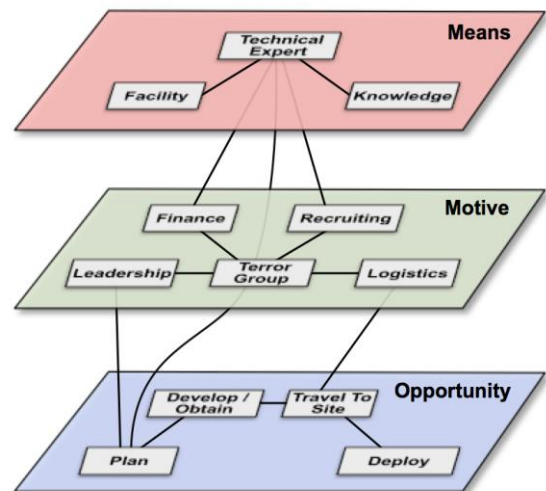 Means
Technical
Expert
Facility
Knowledge
Motive
Finance
Recruiting
Leadership
Terror
Group
Logistics
Opportunity
Develop /
Obtain
Travel To
Site
Plan
Deploy